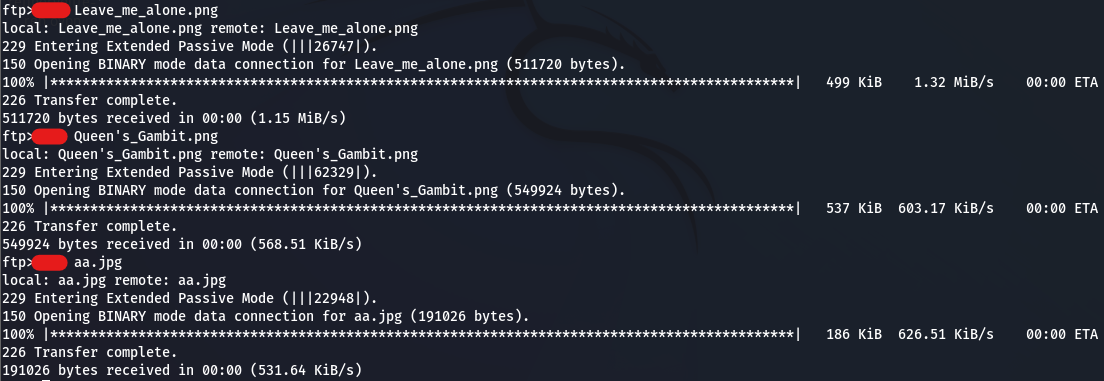 ftp> Leave_me_alone.png
local: Leave_me_alone.png remote: Leave_me_alone.png
229 Entering Extended Passive Mode (|||26747|).
150 Opening BINARY mode data connection for Leave_me_alone.png (511720 bytes).
100% |*********************************************************************************************| 499 KiB 1.32 MiB/s 00:00 ETA
226 Transfer complete.
511720 bytes received in 00:00 (1.15 MiB/s)
ftp> Queen's_Gambit.png
local: Queen's_Gambit.png remote: Queen's_Gambit.png
229 Entering Extended Passive Mode (|||62329|).
150 Opening BINARY mode data connection for Queen's_Gambit.png (549924 bytes).
100% |*********************************************************************************************| 537 KiB 603.17 KiB/s 00:00 ETA
226 Transfer complete.
549924 bytes received in 00:00 (568.51 KiB/s)
ftp> aa.jpg
local: aa.jpg remote: aa.jpg
229 Entering Extended Passive Mode (|||22948|).
150 Opening BINARY mode data connection for aa.jpg (191026 bytes).
100% |*********************************************************************************************| 186 KiB 626.51 KiB/s 00:00 ETA
226 Transfer complete.
191026 bytes received in 00:00 (531.64 KiB/s)